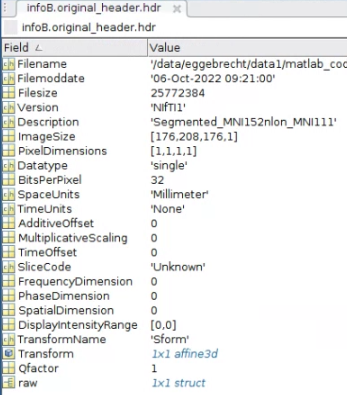 infoB.original_header.hdr
infoB.original_header.hdr
Field Value
Filename '/data/eggebrecht/data1/matlab_coo
Filemoddate '06-Oct-2022 09:21:00'
Filesize 25772384
Version 'NIfTI1'
Description 'Segmented_MNI152nlon_MNI111'
ImageSize [176,208,176,1]
PixelDimensions [1,1,1,1]
Datatype 'single'
BitsPerPixel 32
SpaceUnits 'Millimeter'
TimeUnits 'None'
AdditiveOffset 0
MultiplicativeScaling 0
TimeOffset 0
SliceCode 'Unknown'
FrequencyDimension 0
PhaseDimension 0
SpatialDimension 0
DisplayIntensityRange [0,0]
TransformName 'Sform'
Transform 1x1 affine3d
Qfactor 1
raw 1x1 struct